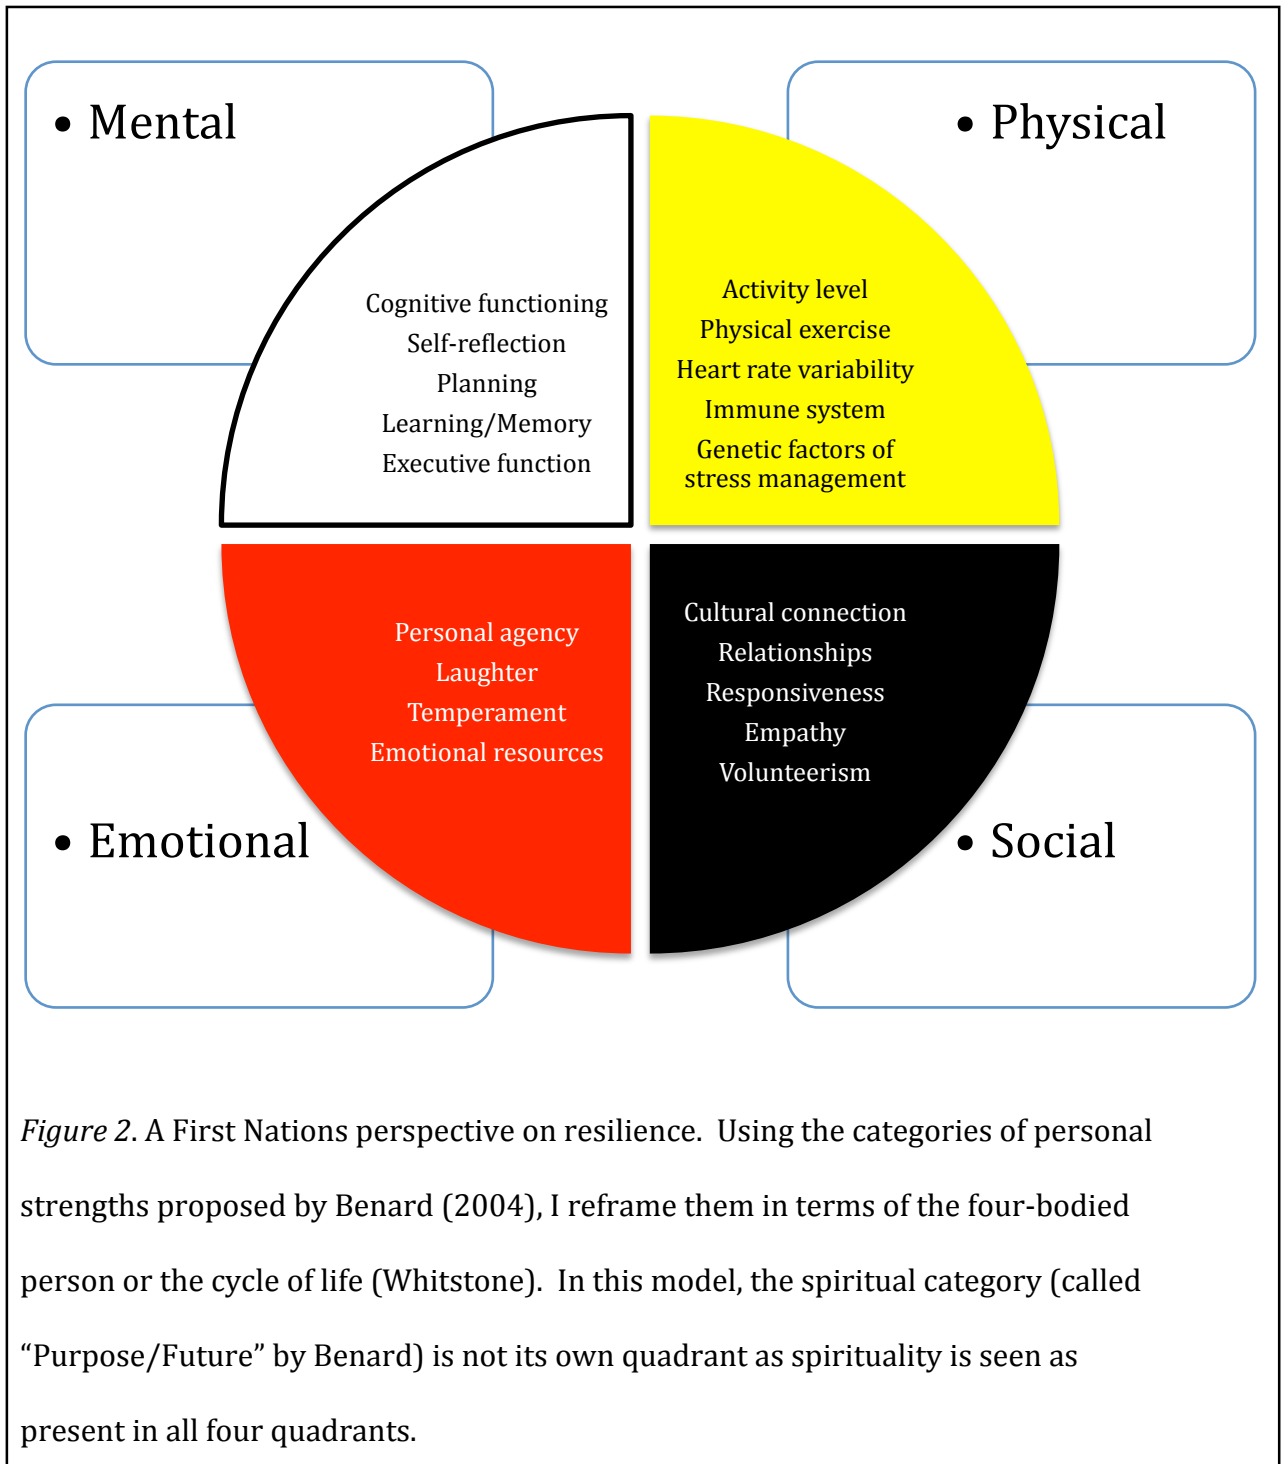 • Mental
• Physical
Cognitive functioning
Self-reflection
Planning
Learning/Memory
Executive function
Activity level
Physical exercise
Heart rate variability
Immune system
Genetic factors of
stress management
Personal agency
Laughter
Temperament
Emotional resources
Cultural connection
Relationships
Responsiveness
Empathy
Volunteerism
• Emotional
• Social
Figure 2. A First Nations perspective on resilience.  Using the categories of personal
strengths proposed by Benard (2004), I reframe them in terms of the four-bodied
person or the cycle of life (Whitstone).  In this model, the spiritual category (called
“Purpose/Future” by Benard) is not its own quadrant as spirituality is seen as
present in all four quadrants.